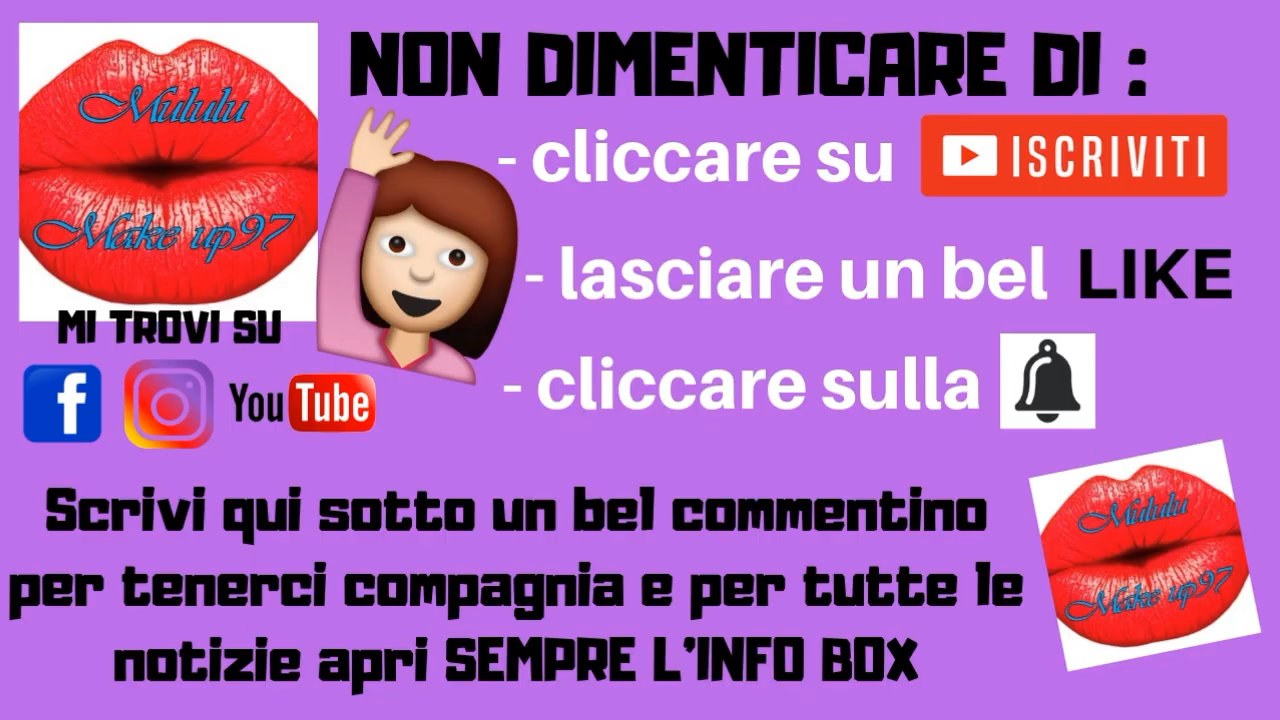 Mululu
Make up97
MI TROVI SU
YouTube
NON DIMENTICARE DI :
- cliccare su ISCRIVITI
- lasciare un bel LIKE
- cliccare sulla
Scrivi qui sotto un bel commentino
per tenerci compagnia e per tutte le
notizie apri SEMPRE L'INFO BOX
Mululu
Make up97